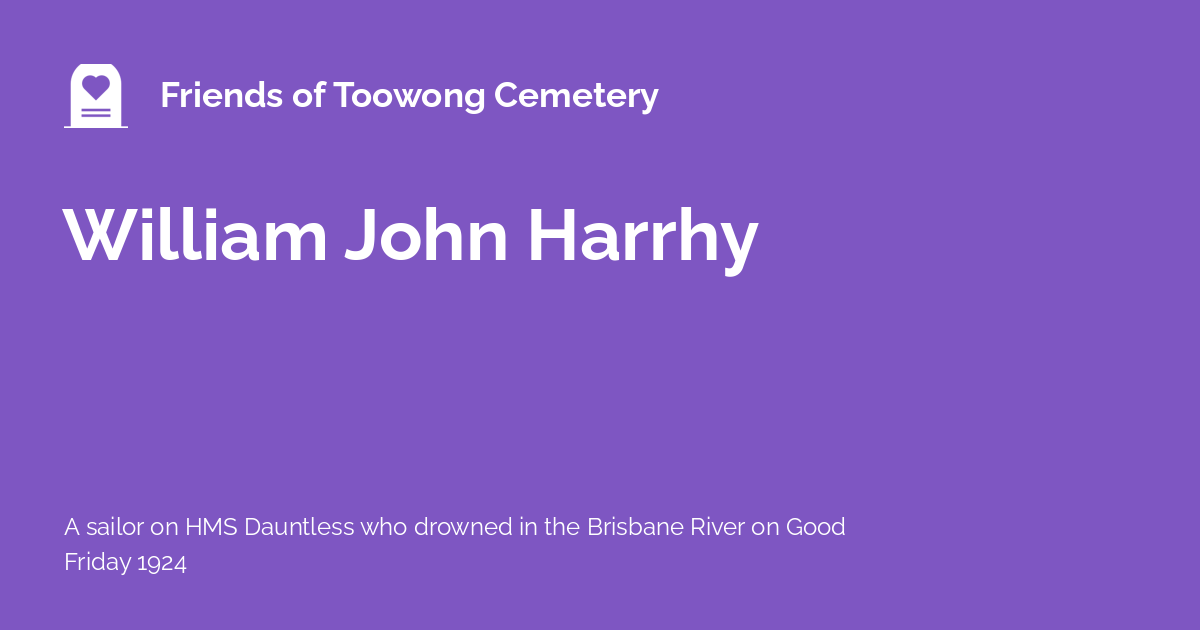 Friends of Toowong Cemetery
William John Harrhy
A sailor on HMS Dauntless who drowned in the Brisbane River on Good
Friday 1924